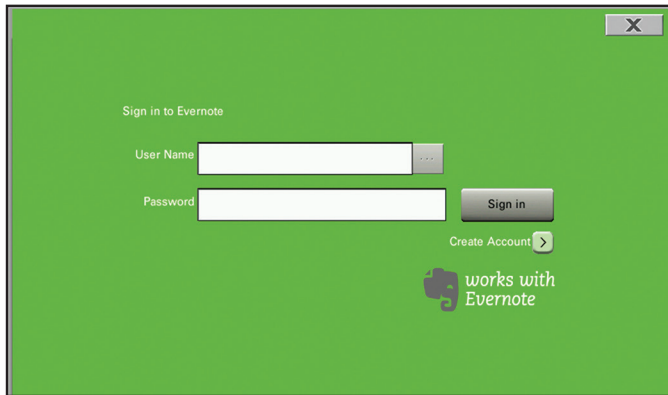 X
Sign in to Evernote
User Name
...
Password
Sign in
Create Account >
works with
Evernote